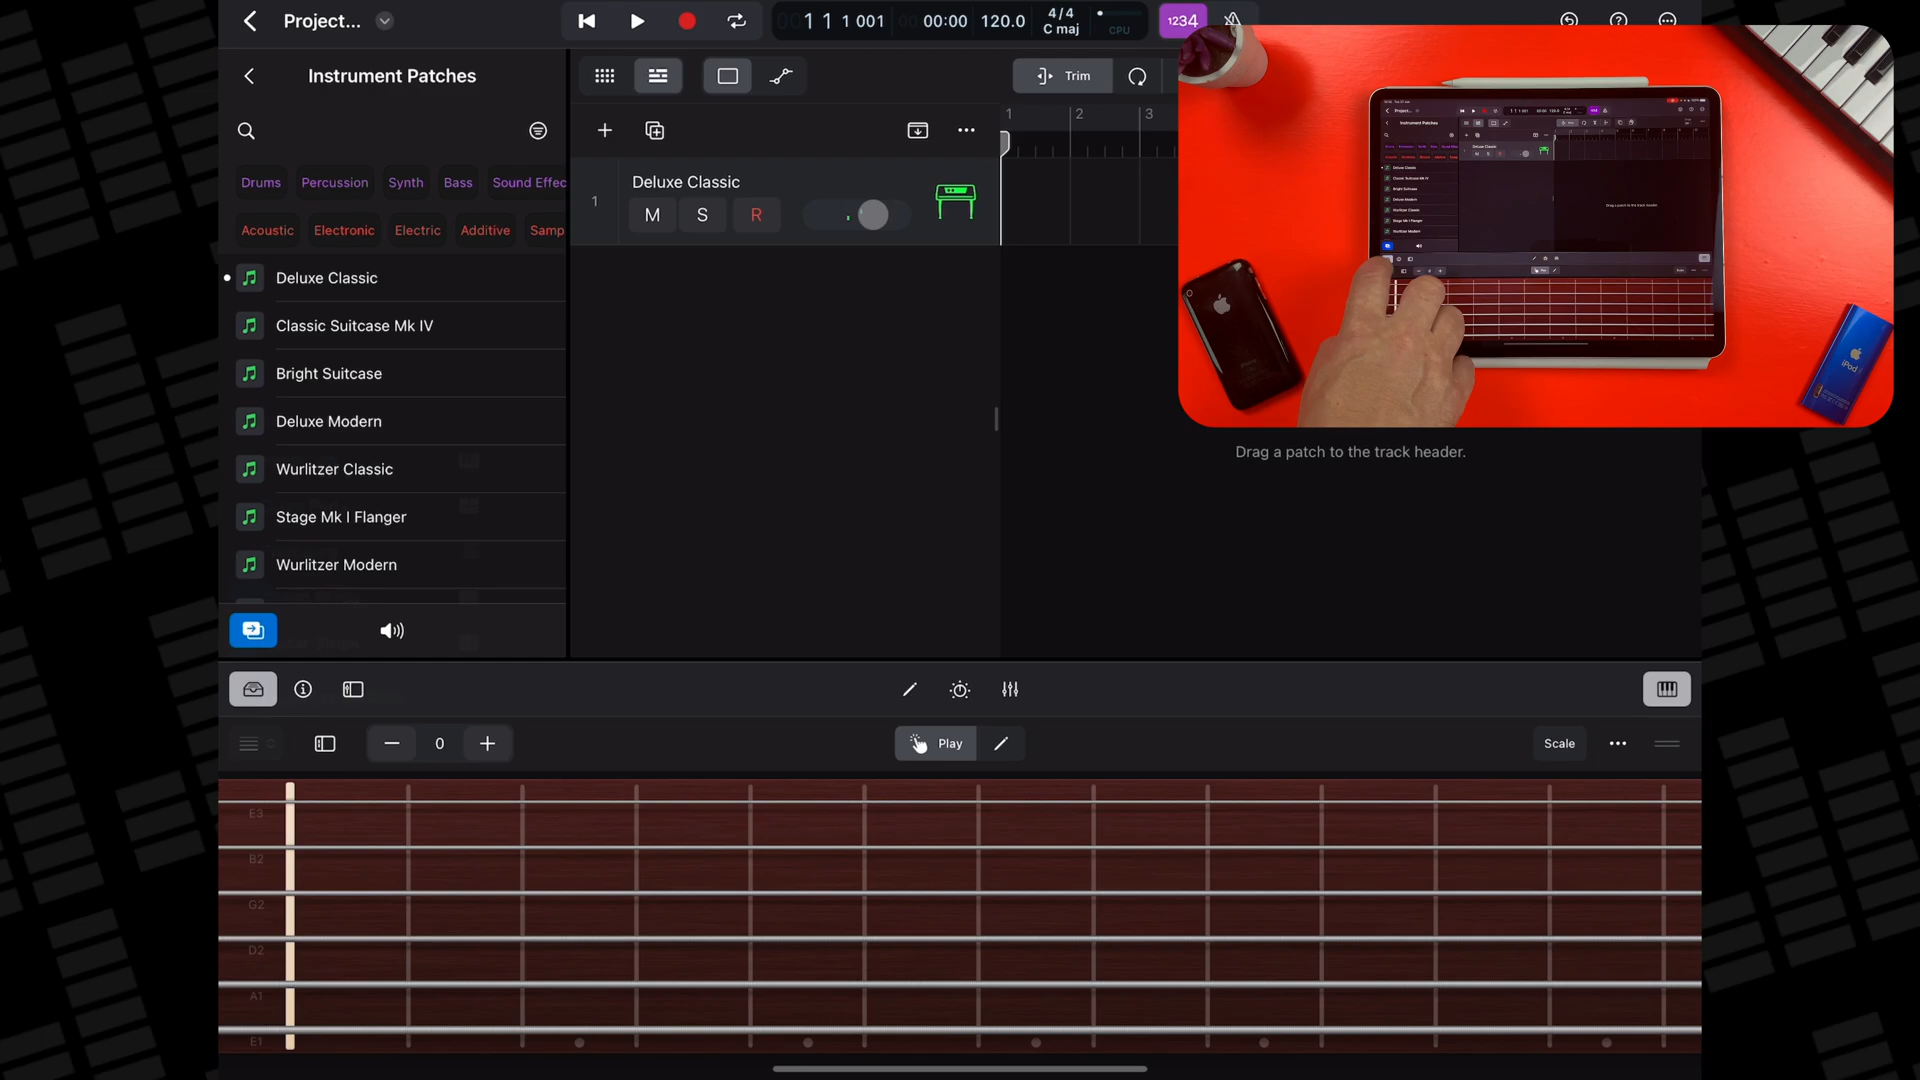 Project...
1 1 1 001
00:00
120.0
4/4
C maj
CPU
1234
Instrument Patches
Trim
1
2
3
Drums
Percussion
Synth
Bass
Sound Effec
Acoustic
Electronic
Electric
Additive
Samp
1
Deluxe Classic
M
S
R
Deluxe Classic
Classic Suitcase Mk IV
Bright Suitcase
Deluxe Modern
Wurlitzer Classic
Stage Mk I Flanger
Wurlitzer Modern
Drag a patch to the track header.
iPod
0
Play
Scale
E3
B2
G2
D2
A1
E1